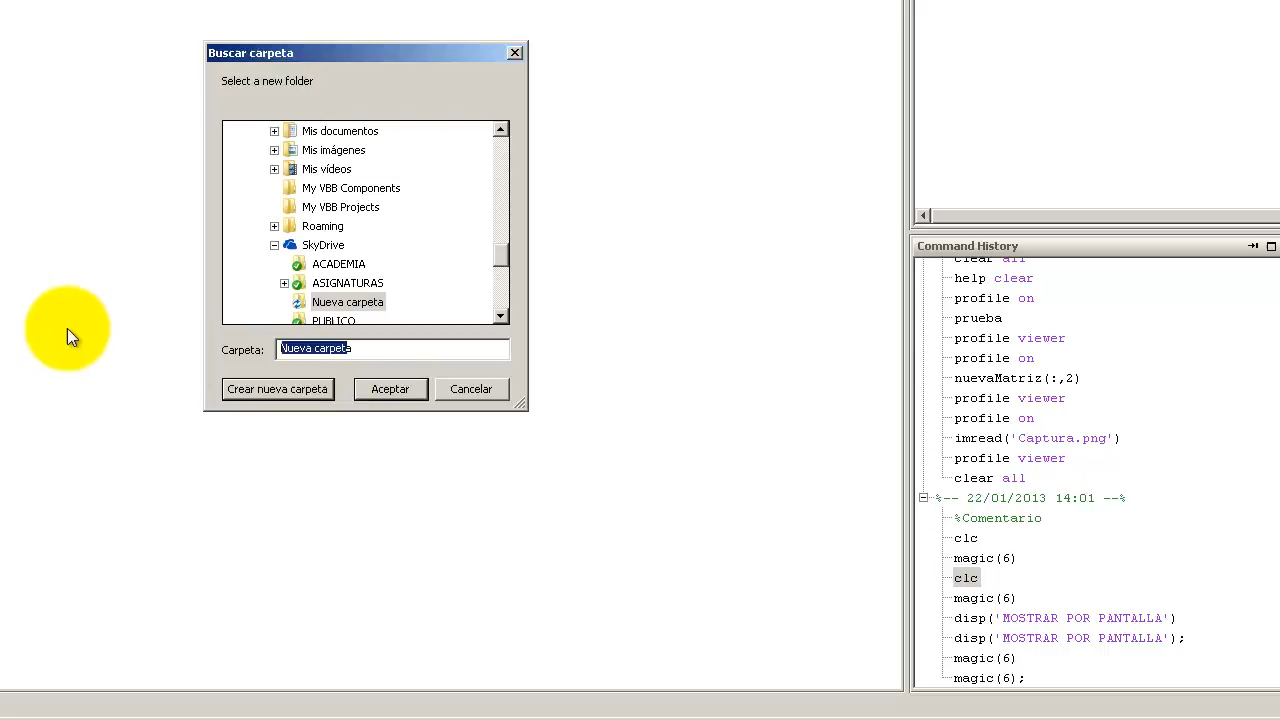 Buscar carpeta
Select a new folder
Mis documentos
Mis imágenes
Mis vídeos
My VBB Components
My VBB Projects
Roaming
SkyDrive
ACADEMIA
ASIGNATURAS
Nueva carpeta
PUBLICO
Carpeta:
Nueva carpeta
Crear nueva carpeta
Aceptar
Cancelar
Command History
clear all
help clear
profile on
prueba
profile viewer
profile on
nuevaMatriz(:,2)
profile viewer
profile on
imread('Captura.png')
profile viewer
clear all
%-- 22/01/2013 14:01 --%
%Comentario
clc
magic(6)
clc
magic(6)
disp('MOSTRAR POR PANTALLA')
disp('MOSTRAR POR PANTALLA');
magic(6)
magic(6);